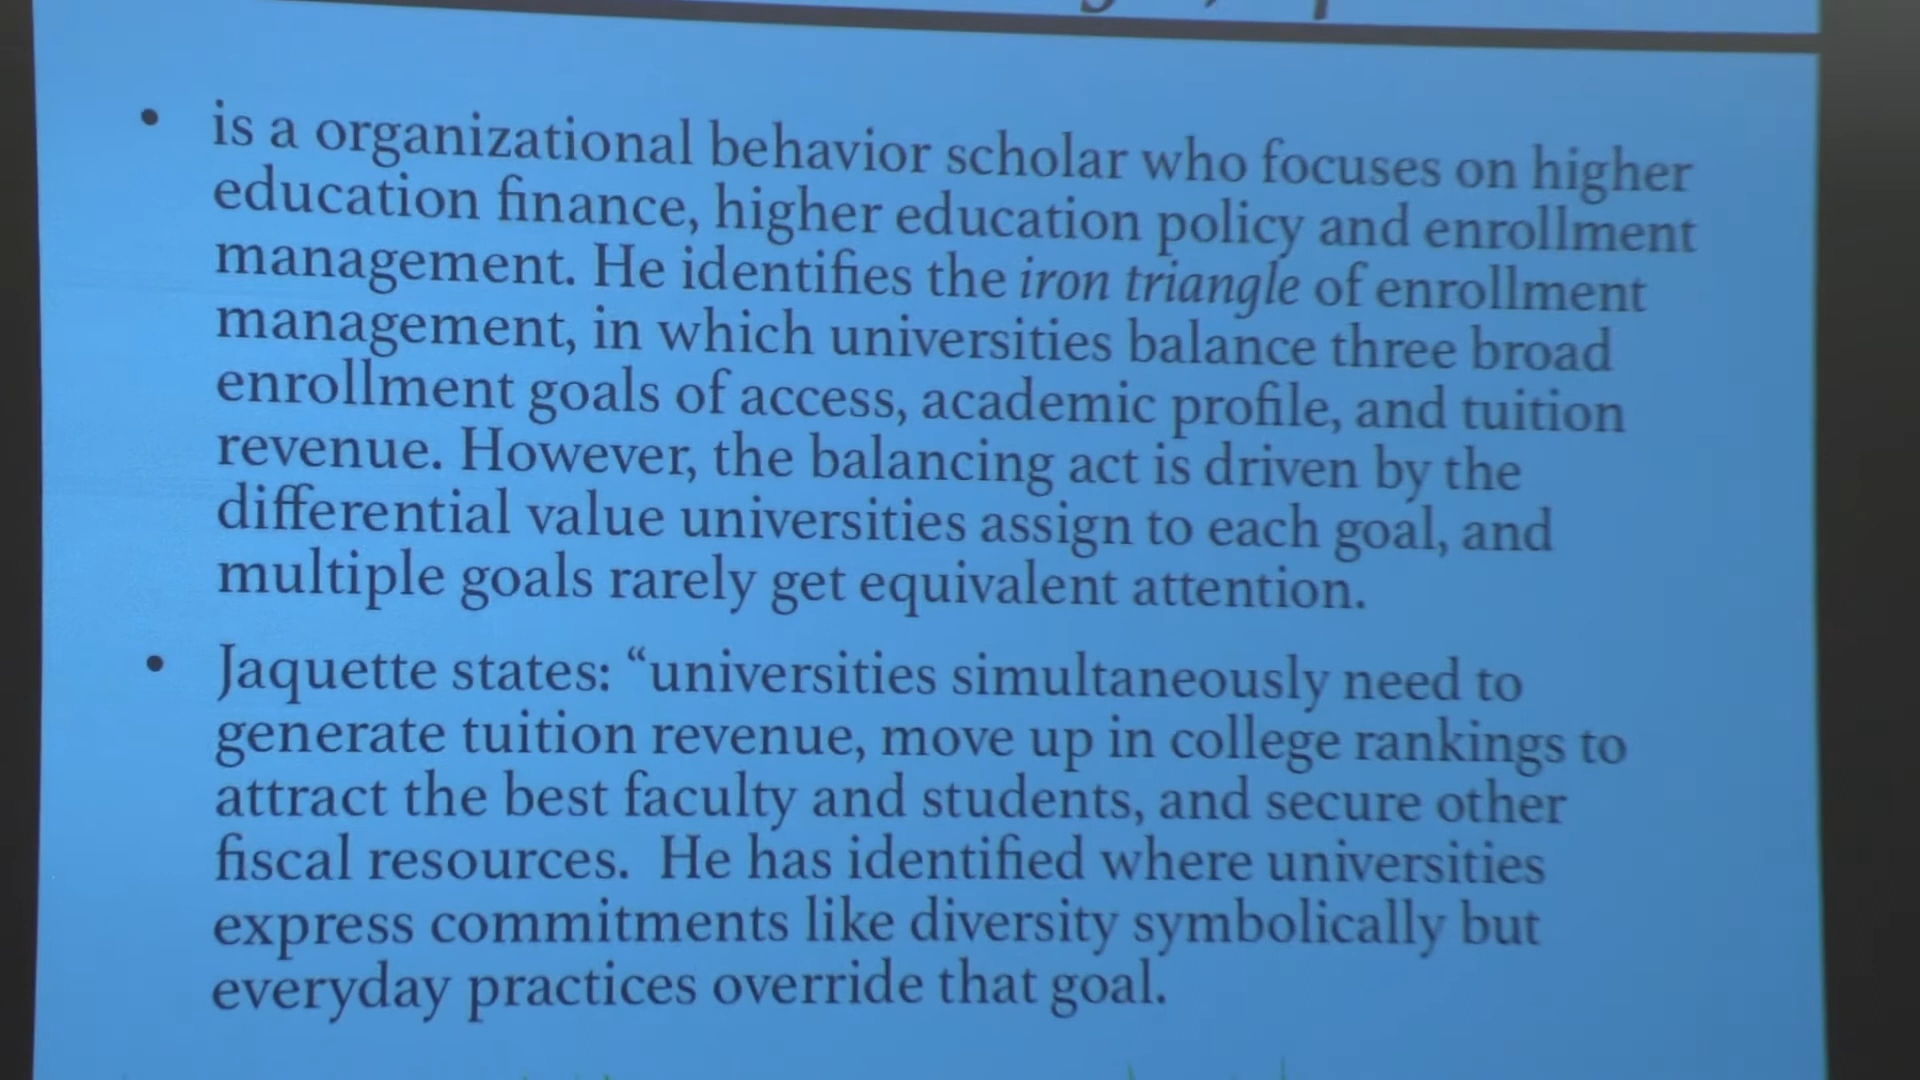 • is a organizational behavior scholar who focuses on higher
education finance, higher education policy and enrollment
management. He identifies the iron triangle of enrollment
management, in which universities balance three broad
enrollment goals of access, academic profile, and tuition
revenue. However, the balancing act is driven by the
differential value universities assign to each goal, and
multiple goals rarely get equivalent attention.
• Jaquette states: “universities simultaneously need to
generate tuition revenue, move up in college rankings to
attract the best faculty and students, and secure other
fiscal resources.  He has identified where universities
express commitments like diversity symbolically but
everyday practices override that goal.